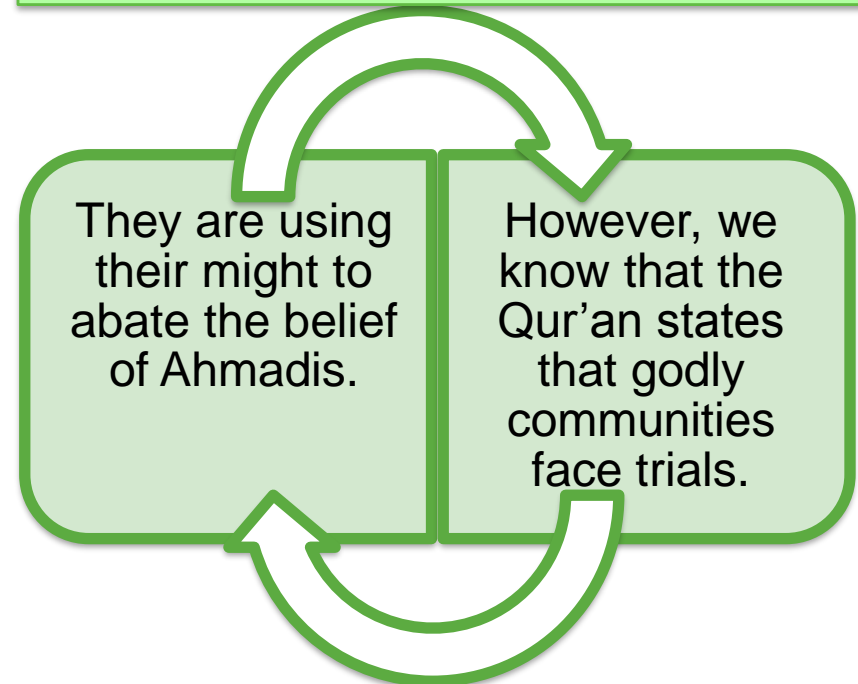 They are using
their might to
abate the belief
of Ahmadis.
However, we
know that the
Qur’an states
that godly
communities
face trials.